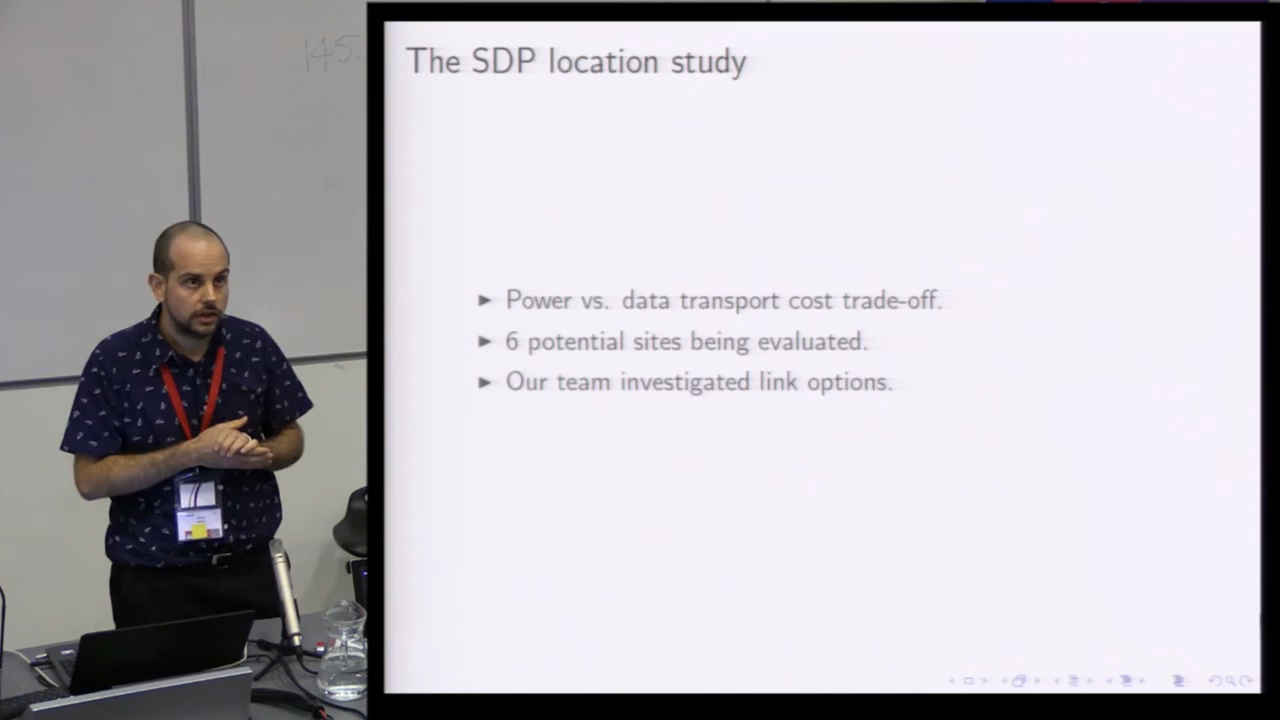 145.
The SDP location study
► Power vs. data transport cost trade-off.
► 6 potential sites being evaluated.
► Our team investigated link options.